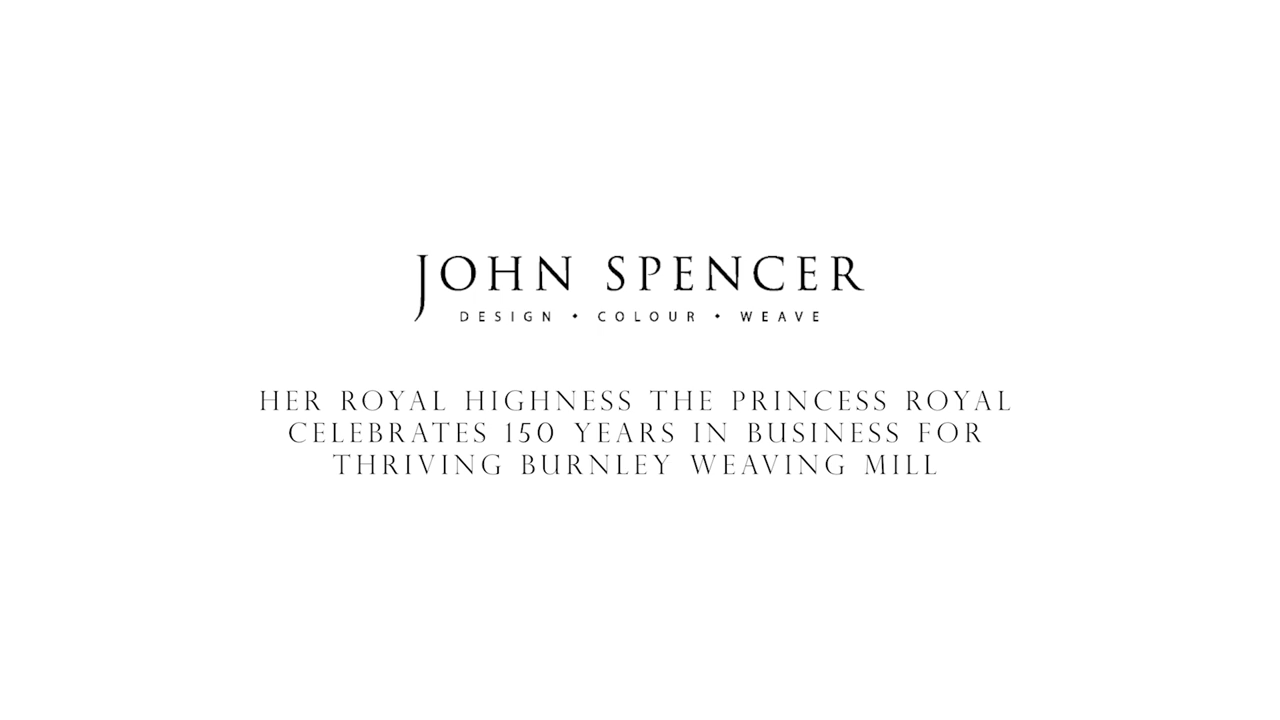 JOHN SPENCER
DESIGN • COLOUR • WEAVE
HER ROYAL HIGHNESS THE PRINCESS ROYAL
CELEBRATES 150 YEARS IN BUSINESS FOR
THRIVING BURNLEY WEAVING MILL